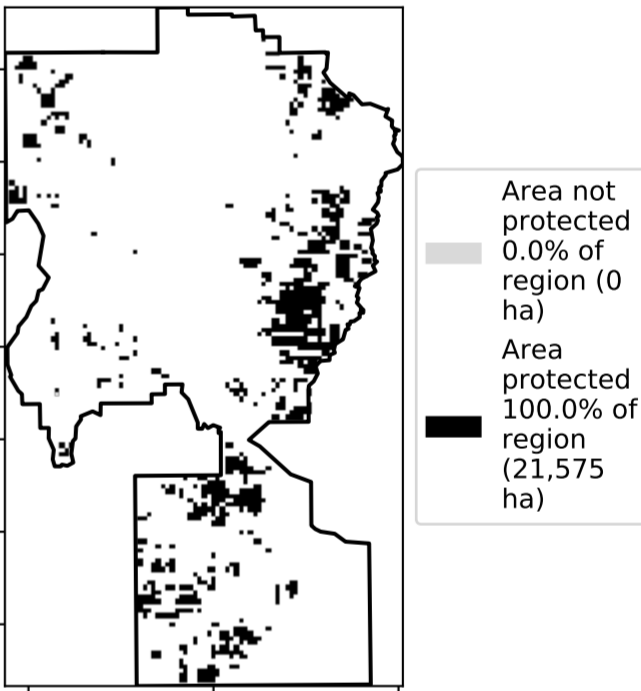 Area not
protected
0.0% of
region (0
ha)
Area
protected
100.0% of
region
(21,575
ha)